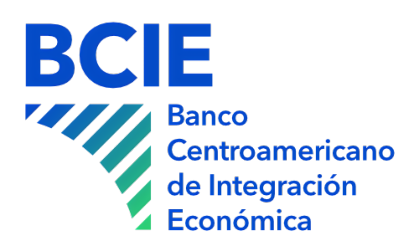 BCIE
Banco
Centroamericano
de Integración
Económica